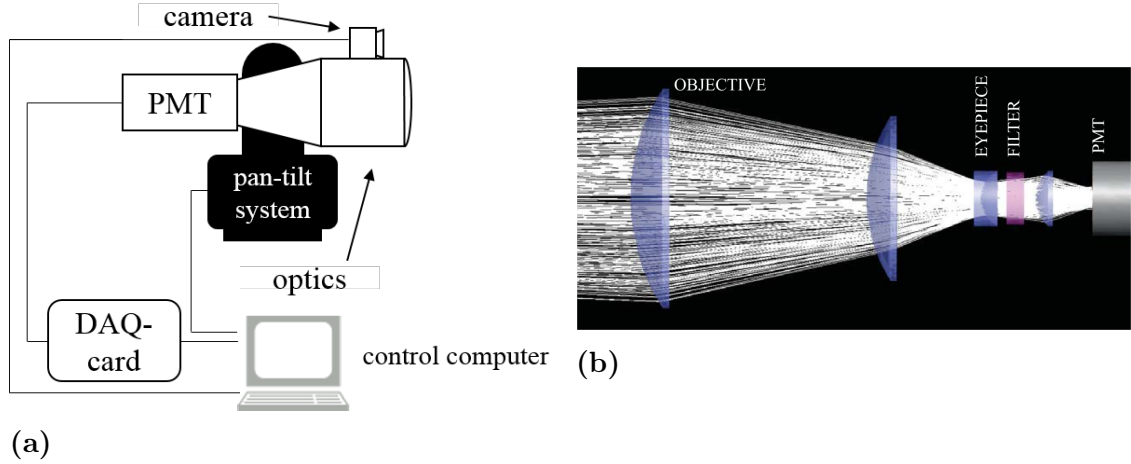 camera
PMT
pan-tilt
system
optics
DAQ-
card
control computer
(a)
OBJECTIVE
EYEPIECE
FILTER
PMT
(b)